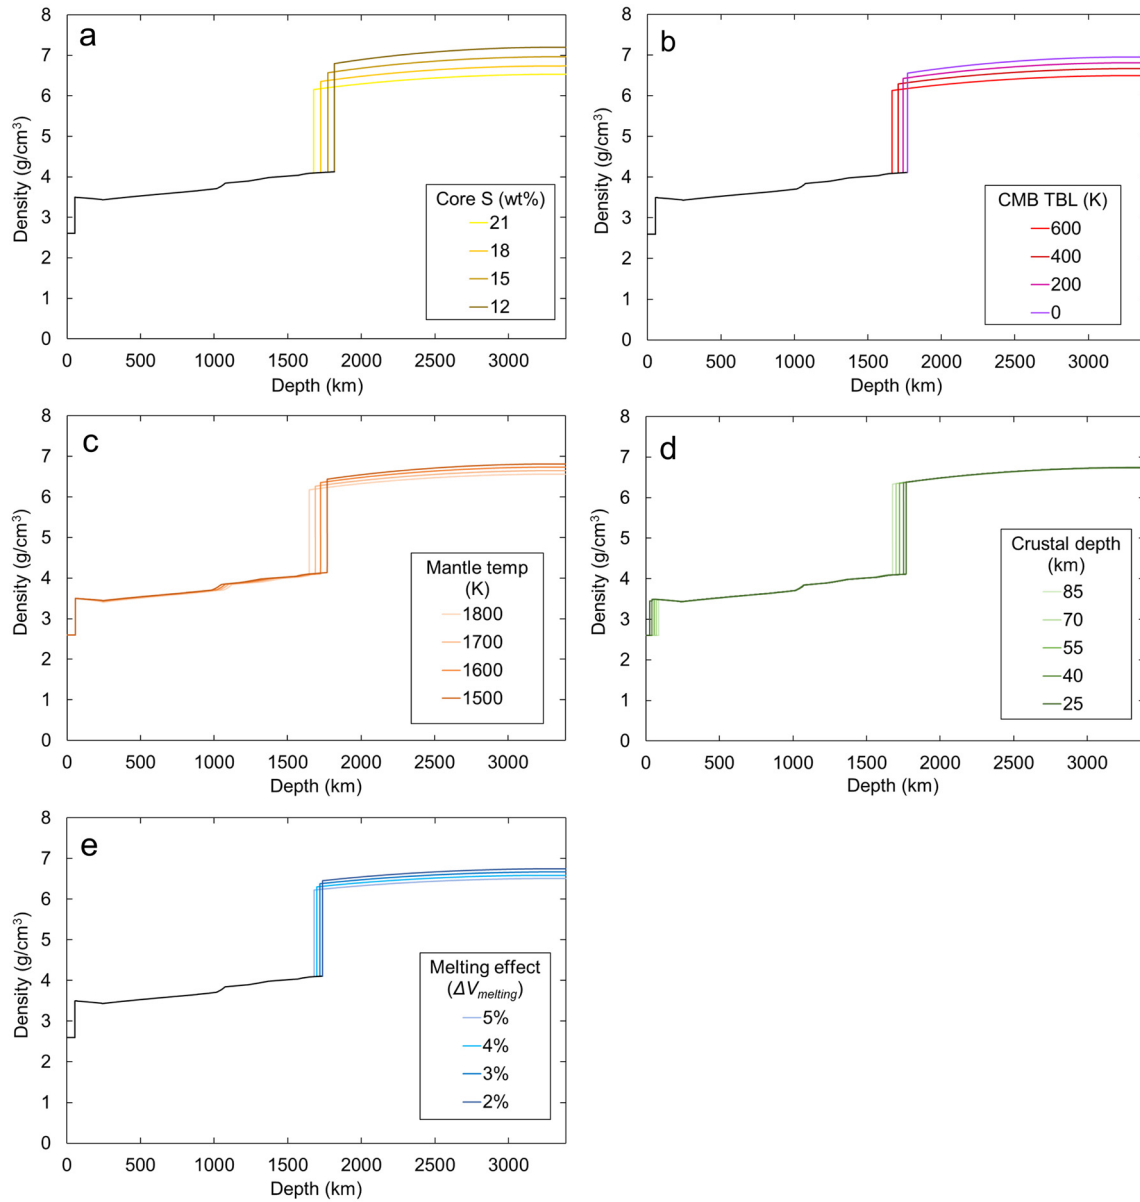 a
8
7
6
5
4
3
2
1
0
Density (g/cm³)
Core S (wt%)
21
18
15
12
0 500 1000 1500 2000 2500 3000
Depth (km)
b
8
7
6
5
4
3
2
1
0
Density (g/cm³)
CMB TBL (K)
600
400
200
0
0 500 1000 1500 2000 2500 3000
Depth (km)
c
8
7
6
5
4
3
2
1
0
Density (g/cm³)
Mantle temp
(K)
1800
1700
1600
1500
0 500 1000 1500 2000 2500 3000
Depth (km)
d
8
7
6
5
4
3
2
1
0
Density (g/cm³)
Crustal depth
(km)
85
70
55
40
25
0 500 1000 1500 2000 2500 3000
Depth (km)
e
8
7
6
5
4
3
2
1
0
Density (g/cm³)
Melting effect
(ΔVmelting)
5%
4%
3%
2%
0 500 1000 1500 2000 2500 3000
Depth (km)